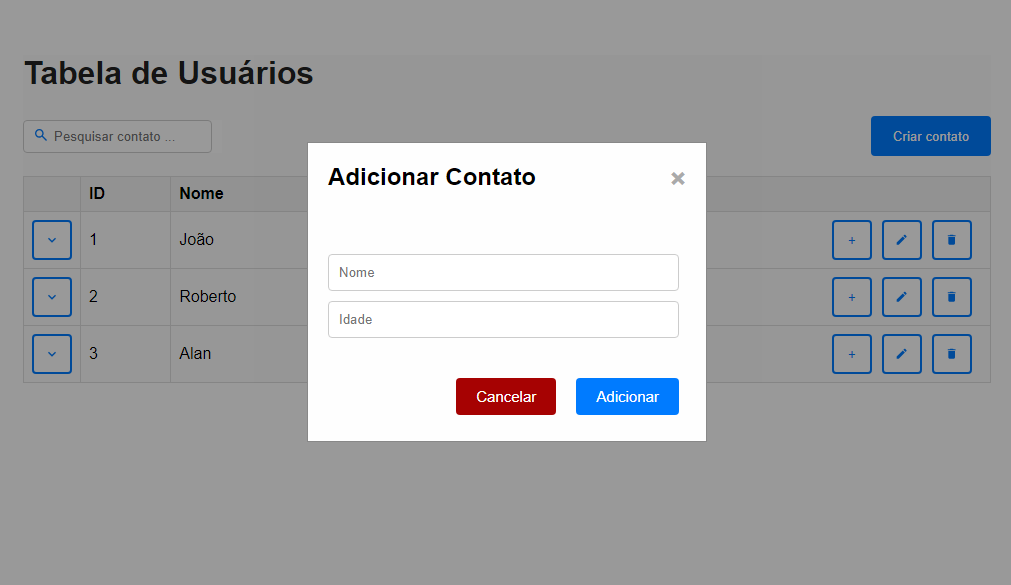 Tabela de Usuários
Pesquisar contato ...
Criar contato
Adicionar Contato ×
ID Nome
1 João
+
Nome
2 Roberto
+
Idade
3 Alan
+
Cancelar Adicionar